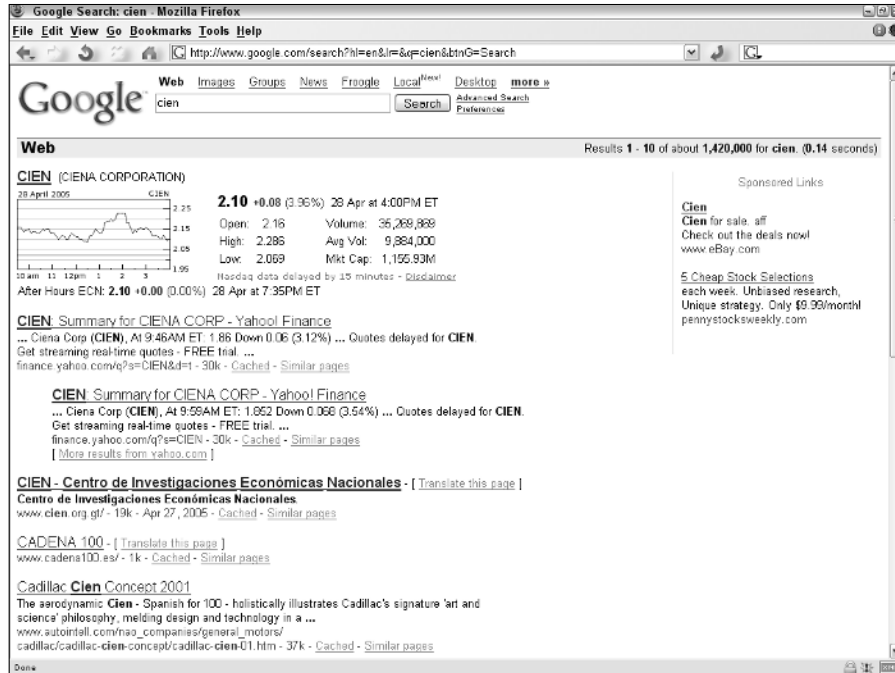 Google Search: cien - Mozilla Firefox
File Edit View Go Bookmarks Tools Help
http://www.google.com/search?hl=en&lr=&q=cien&btnG=Search
Web Images Groups News Froogle Local New! Desktop more »
Google
cien
Search
Advanced Search
Preferences
Web
Results 1 - 10 of about 1,420,000 for cien. (0.14 seconds)
CIEN (CIENA CORPORATION)
28 April 2005 CIEN
2.25
2.15
2.05
1.95
10am 11 12pm 1 2 3
2.10 +0.08 (3.96%) 28 Apr at 4:00PM ET
Open: 2.16 Volume: 35,269,869
High: 2.286 Avg Vol: 9,884,000
Low: 2.069 Mkt Cap: 1,155.93M
Nasdaq data delayed by 15 minutes - Disclaimer
After Hours ECN: 2.10 +0.00 (0.00%) 28 Apr at 7:35PM ET
CIEN: Summary for CIENA CORP - Yahoo! Finance
... Ciena Corp (CIEN), At 9:46AM ET: 1.86 Down 0.06 (3.12%) ... Quotes delayed for CIEN.
Get streaming real-time quotes - FREE trial. ...
finance.yahoo.com/q?s=CIEN&d=t - 30k - Cached - Similar pages
CIEN: Summary for CIENA CORP - Yahoo! Finance
... Ciena Corp (CIEN), At 9:59AM ET: 1.852 Down 0.068 (3.54%) ... Quotes delayed for CIEN.
Get streaming real-time quotes - FREE trial. ...
finance.yahoo.com/q?s=CIEN - 30k - Cached - Similar pages
[ More results from yahoo.com ]
CIEN - Centro de Investigaciones Económicas Nacionales - [ Translate this page ]
Centro de Investigaciones Económicas Nacionales.
www.cien.org.gt/ - 19k - Apr 27, 2005 - Cached - Similar pages
CADENA 100 - [ Translate this page ]
www.cadena100.es/ - 1k - Cached - Similar pages
Cadillac Cien Concept 2001
The aerodynamic Cien - Spanish for 100 - holistically illustrates Cadillac's signature 'art and
science' philosophy, melding design and technology in a ...
www.autointell.com/nao_companies/general_motors/
cadillac/cadillac-cien-concept/cadillac-cien-01.htm - 37k - Cached - Similar pages
Sponsored Links
Cien
Cien for sale. aff
Check out the deals now!
www.eBay.com
5 Cheap Stock Selections
each week. Unbiased research,
Unique strategy. Only $9.99/month!
pennystocksweekly.com
Done